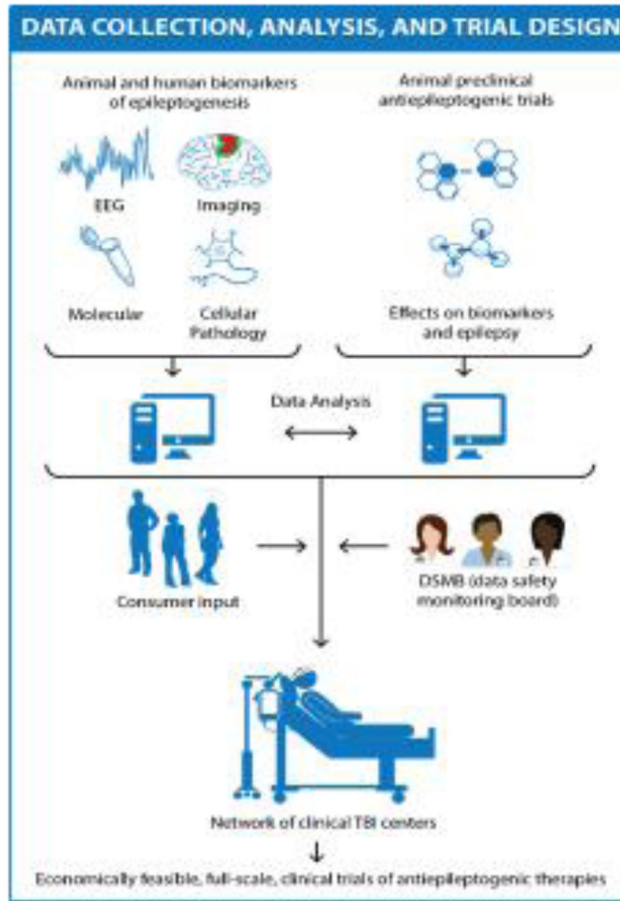 DATA COLLECTION, ANALYSIS, AND TRIAL DESIGN
Animal and human biomarkers
of epileptogenesis
Animal preclinical
antiepileptogenic trials
EEG
Imaging
Molecular
Cellular
Pathology
Effects on biomarkers
and epilepsy
Data Analysis
Consumer input
DSMB (data safety
monitoring board)
Network of clinical TBI centers
Economically feasible, full-scale, clinical trials of antiepileptogenic therapies